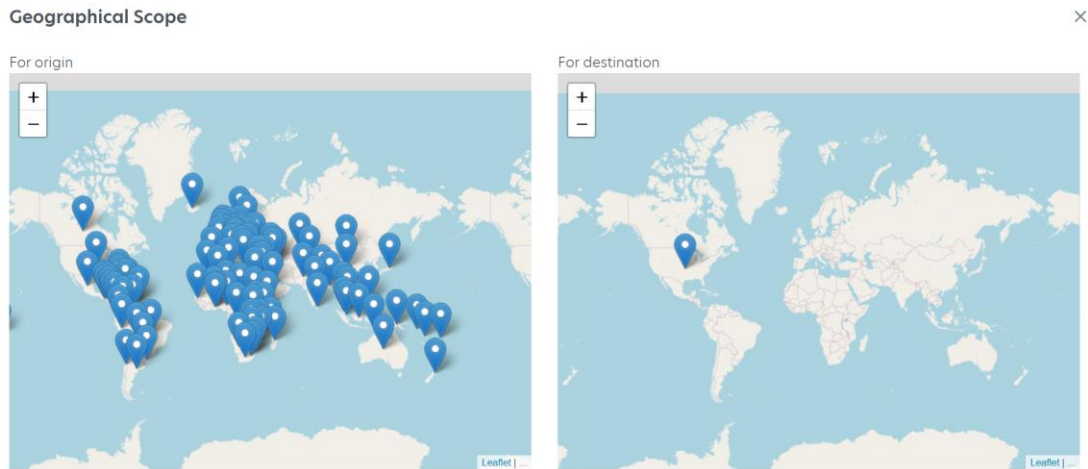 Geographical Scope
×
For origin
For destination
+
−
+
−
Leaflet | ...
Leaflet | ...